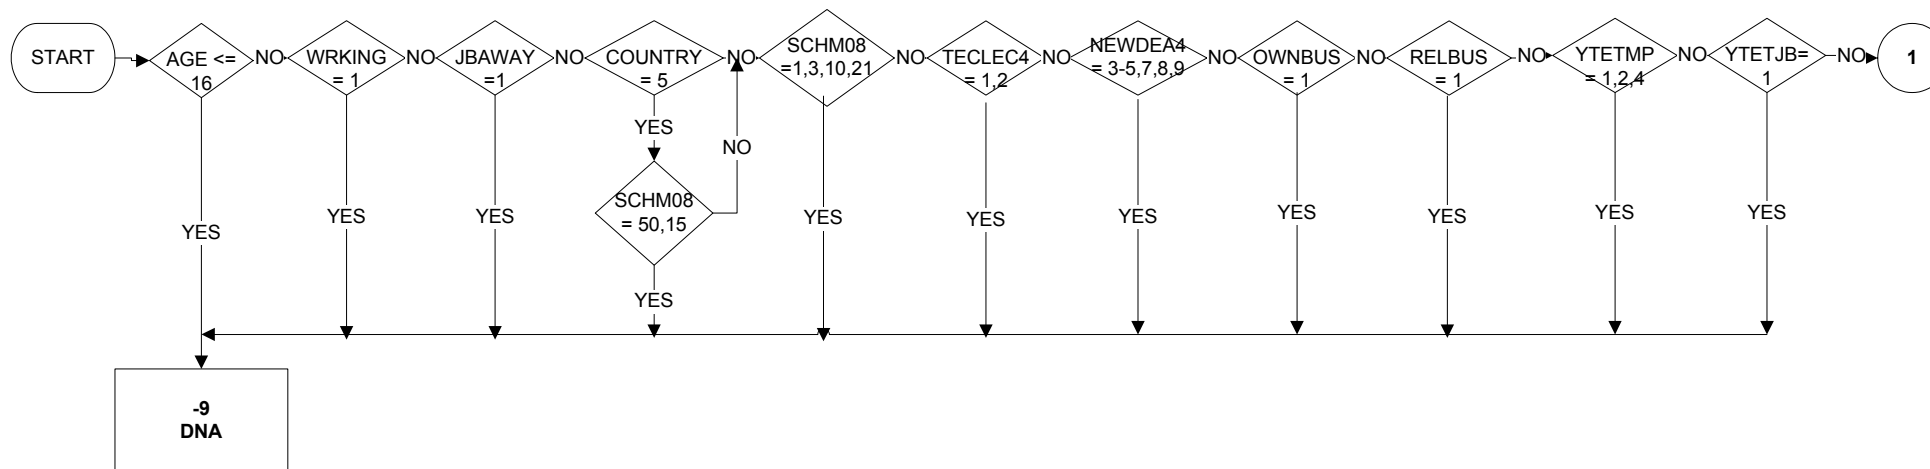 START
AGE <=
16
NO
WRKING
= 1
NO
JBAWAY
=1
NO
COUNTRY
= 5
NO
SCHM08
=1,3,10,21
NO
TECLEC4
= 1,2
NO
NEWDEA4
= 3-5,7,8,9
NO
OWNBUS
= 1
NO
RELBUS
= 1
NO
YTETMP
= 1,2,4
NO
YTETJB=
1
NO
1
YES
NO
SCHM08
= 50,15
YES
YES
YES
YES
YES
YES
YES
YES
YES
YES
YES
-9
DNA